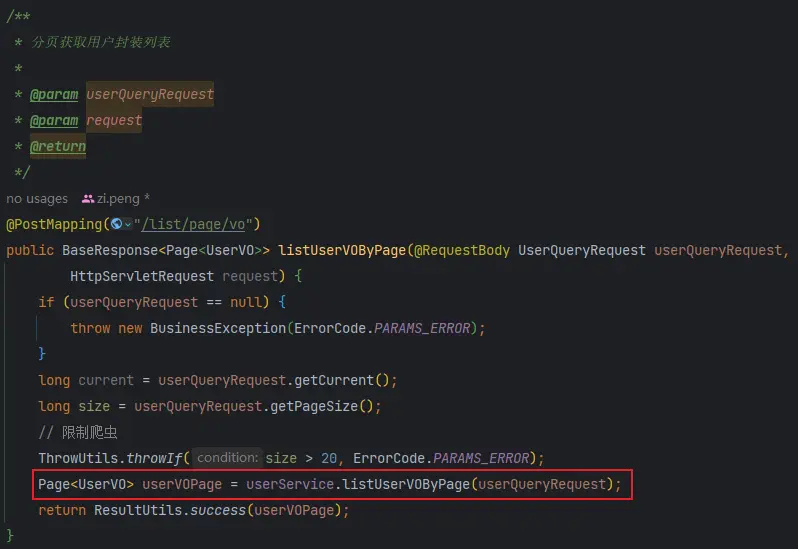 /**
 * 分页获取用户封装列表
 *
 * @param userQueryRequest
 * @param request
 * @return
 */
no usages zi.peng *
@PostMapping("/list/page/vo")
public BaseResponse<Page<UserVO>> listUserVOByPage(@RequestBody UserQueryRequest userQueryRequest,
        HttpServletRequest request) {
    if (userQueryRequest == null) {
        throw new BusinessException(ErrorCode.PARAMS_ERROR);
    }
    long current = userQueryRequest.getCurrent();
    long size = userQueryRequest.getPageSize();
    // 限制爬虫
    ThrowUtils.throwIf( condition: size > 20, ErrorCode.PARAMS_ERROR);
    Page<UserVO> userVOPage = userService.listUserVOByPage(userQueryRequest);
    return ResultUtils.success(userVOPage);
}